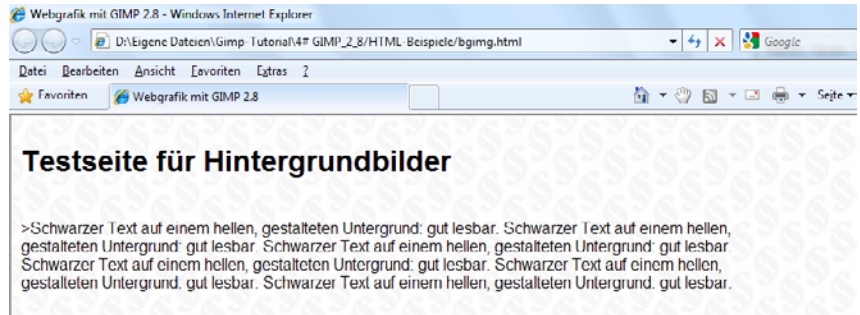 Webgrafik mit GIMP 2.8 - Windows Internet Explorer
D:\Eigene Dateien\Gimp-Tutorial\4# GIMP_2_8/HTML-Beispiele/bgimg.html
Google
Datei Bearbeiten Ansicht Favoriten Extras ?
Favoriten
Webgrafik mit GIMP 2.8
Seite
Testseite für Hintergrundbilder
>Schwarzer Text auf einem hellen, gestalteten Untergrund: gut lesbar. Schwarzer Text auf einem hellen,
gestalteten Untergrund: gut lesbar. Schwarzer Text auf einem hellen, gestalteten Untergrund: gut lesbar.
Schwarzer Text auf einem hellen, gestalteten Untergrund: gut lesbar. Schwarzer Text auf einem hellen,
gestalteten Untergrund: gut lesbar. Schwarzer Text auf einem hellen, gestalteten Untergrund: gut lesbar.